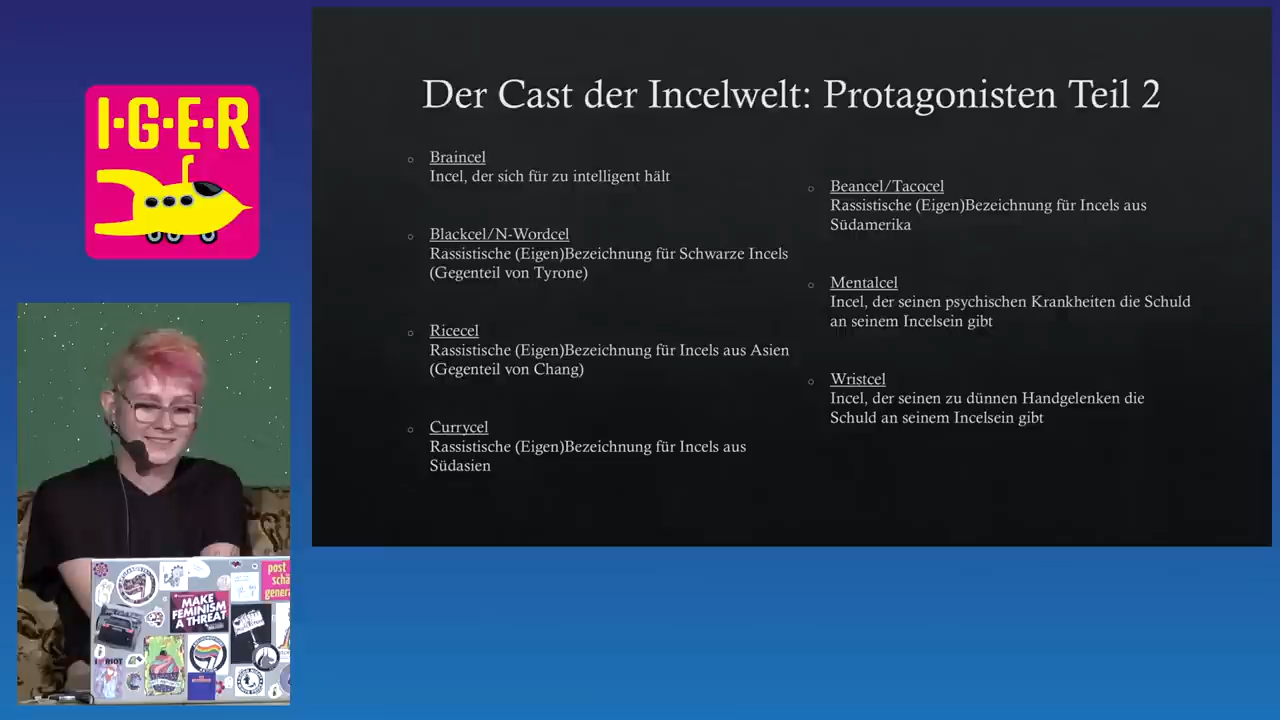 I·G·E·R
Der Cast der Incelwelt: Protagonisten Teil 2
Braincel
Incel, der sich für zu intelligent hält
Blackcel/N-Wordcel
Rassistische (Eigen)Bezeichnung für Schwarze Incels
(Gegenteil von Tyrone)
Ricecel
Rassistische (Eigen)Bezeichnung für Incels aus Asien
(Gegenteil von Chang)
Currycel
Rassistische (Eigen)Bezeichnung für Incels aus
Südasien
Beancel/Tacocel
Rassistische (Eigen)Bezeichnung für Incels aus
Südamerika
Mentalcel
Incel, der seinen psychischen Krankheiten die Schuld
an seinem Incelsein gibt
Wristcel
Incel, der seinen zu dünnen Handgelenken die
Schuld an seinem Incelsein gibt
post
MAKE
FEMINISM
A THREAT
RIOT